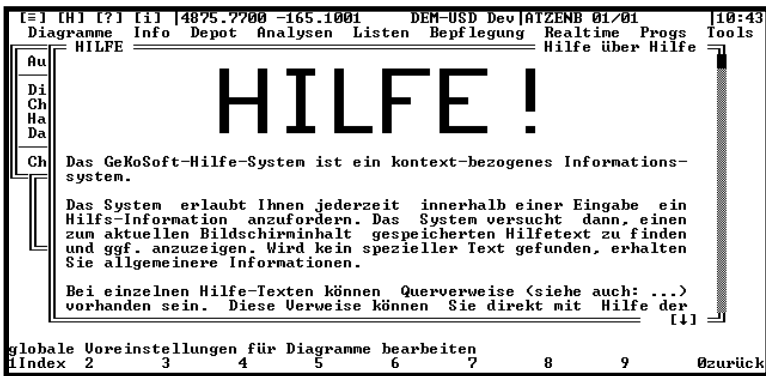 [≡] [H] [?] [i] |4875.7700 -165.1001 DEM-USD Dev|ATZENB 01/01 |10:43
Diagramme Info Depot Analysen Listen Bepflegung Realtime Progs Tools
HILFE Hilfe über Hilfe
Au
Di
Ch
Ha
Da
Ch
HILFE !
Das GeKoSoft-Hilfe-System ist ein kontext-bezogenes Informations-
system.
Das System erlaubt Ihnen jederzeit innerhalb einer Eingabe ein
Hilfs-Information anzufordern. Das System versucht dann, einen
zum aktuellen Bildschirminhalt gespeicherten Hilfetext zu finden
und ggf. anzuzeigen. Wird kein spezieller Text gefunden, erhalten
Sie allgemeinere Informationen.
Bei einzelnen Hilfe-Texten können Querverweise (siehe auch: ...)
vorhanden sein. Diese Verweise können Sie direkt mit Hilfe der
[↓]
globale Voreinstellungen für Diagramme bearbeiten
1Index 2 3 4 5 6 7 8 9 0zurück